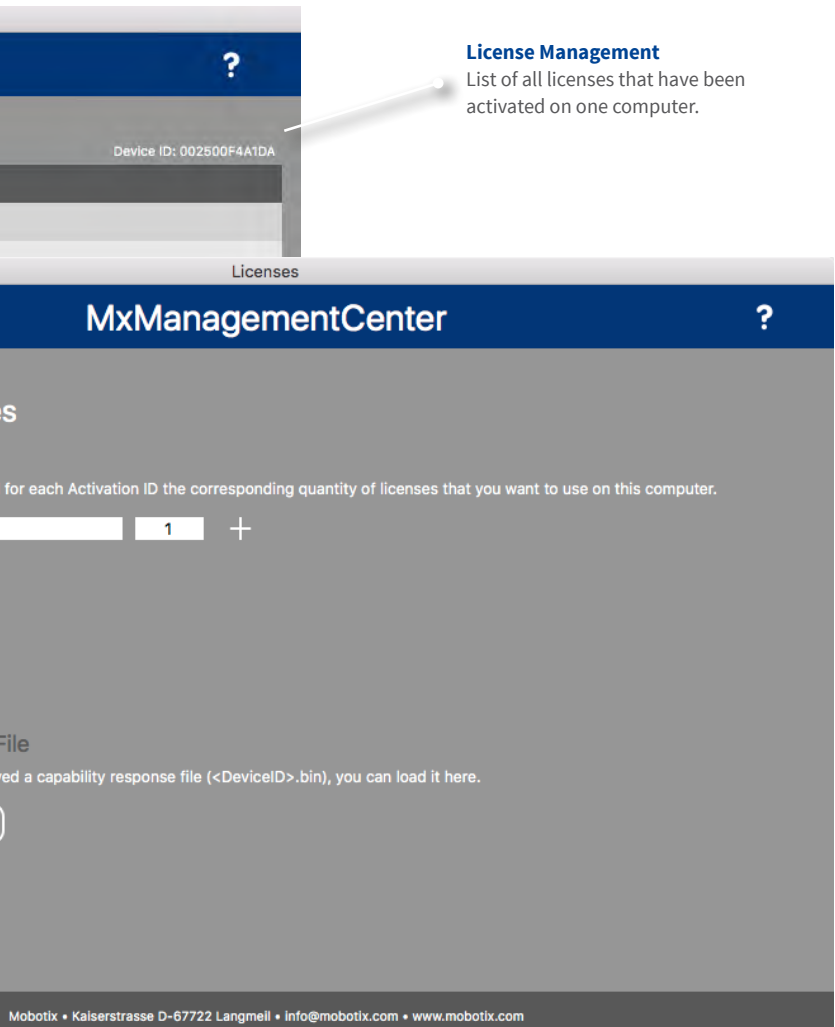 ?
License Management
List of all licenses that have been
activated on one computer.
Device ID: 002500F4A1DA
Licenses
MxManagementCenter
?
es
for each Activation ID the corresponding quantity of licenses that you want to use on this computer.
1
File
ved a capability response file (<DeviceID>.bin), you can load it here.
Mobotix • Kaiserstrasse D-67722 Langmeil • info@mobotix.com • www.mobotix.com